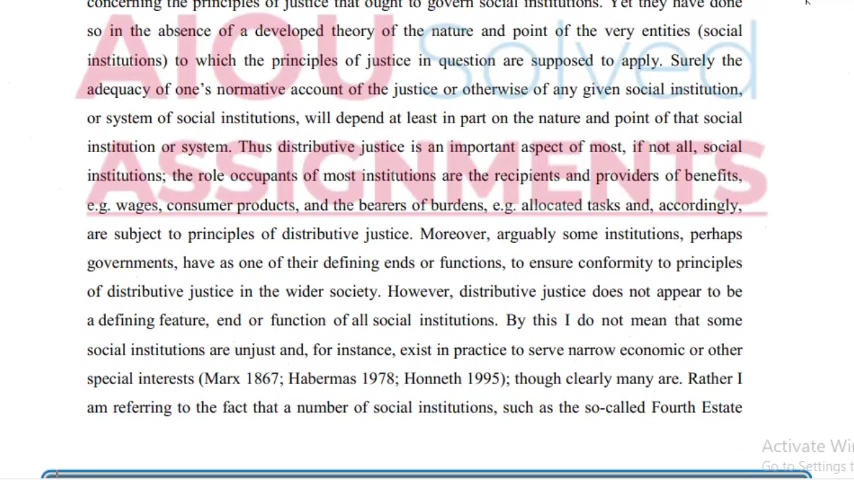 concerning the principles of justice that ought to govern social institutions. Yet they have done
so in the absence of a developed theory of the nature and point of the very entities (social
institutions) to which the principles of justice in question are supposed to apply. Surely the
adequacy of one's normative account of the justice or otherwise of any given social institution,
or system of social institutions, will depend at least in part on the nature and point of that social
institution or system. Thus distributive justice is an important aspect of most, if not all, social
institutions; the role occupants of most institutions are the recipients and providers of benefits,
e.g. wages, consumer products, and the bearers of burdens, e.g. allocated tasks and, accordingly,
are subject to principles of distributive justice. Moreover, arguably some institutions, perhaps
governments, have as one of their defining ends or functions, to ensure conformity to principles
of distributive justice in the wider society. However, distributive justice does not appear to be
a defining feature, end or function of all social institutions. By this I do not mean that some
social institutions are unjust and, for instance, exist in practice to serve narrow economic or other
special interests (Marx 1867; Habermas 1978; Honneth 1995); though clearly many are. Rather I
am referring to the fact that a number of social institutions, such as the so-called Fourth Estate
AIOU Solved
ASSIGNMENTS
Activate Win
Go to Settings t